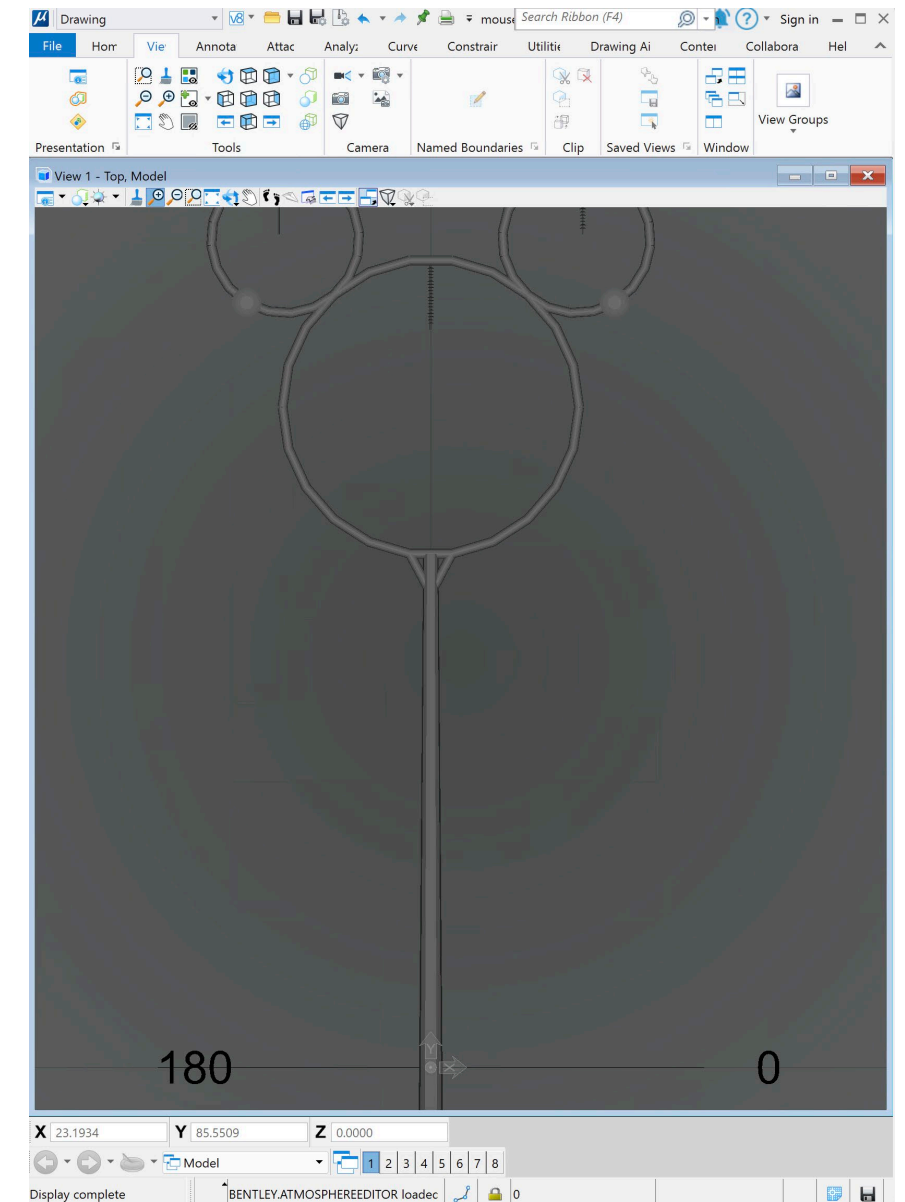 Drawing mouse Search Ribbon (F4) Sign in
File Hom Vie Annota Attac Analy: Curve Constrair Utilitie Drawing Ai Conter Collabora Hel
View Groups
Presentation Tools Camera Named Boundaries Clip Saved Views Window
View 1 - Top, Model
180 0
X 23.1934 Y 85.5509 Z 0.0000
Model 1 2 3 4 5 6 7 8
Display complete BENTLEY.ATMOSPHEREEDITOR loadec 0